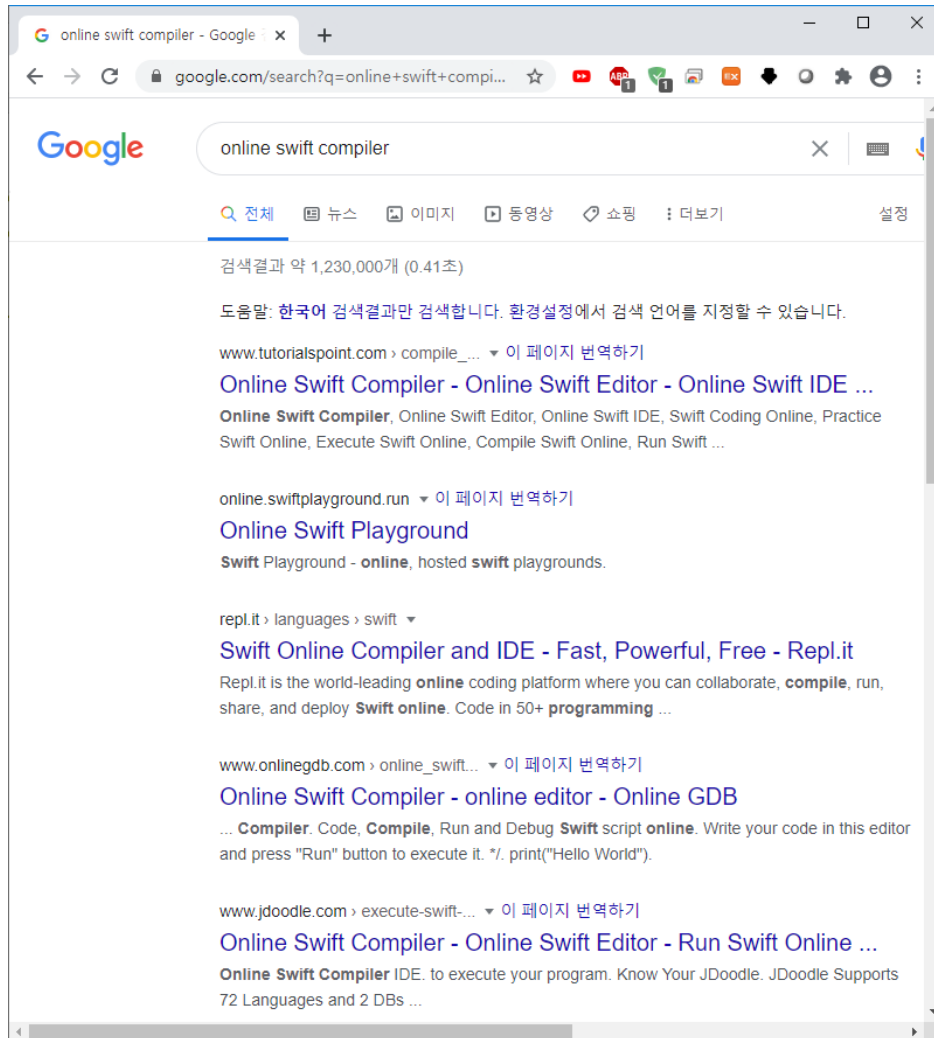 online swift compiler - Google
google.com/search?q=online+swift+compi...
ABP 1 1 EX
Google
online swift compiler
전체 뉴스 이미지 동영상 쇼핑 더보기 설정
검색결과 약 1,230,000개 (0.41초)
도움말: 한국어 검색결과만 검색합니다. 환경설정에서 검색 언어를 지정할 수 있습니다.
www.tutorialspoint.com › compile_... ▼ 이 페이지 번역하기
Online Swift Compiler - Online Swift Editor - Online Swift IDE ...
Online Swift Compiler, Online Swift Editor, Online Swift IDE, Swift Coding Online, Practice
Swift Online, Execute Swift Online, Compile Swift Online, Run Swift ...
online.swiftplayground.run ▼ 이 페이지 번역하기
Online Swift Playground
Swift Playground - online, hosted swift playgrounds.
repl.it › languages › swift ▼
Swift Online Compiler and IDE - Fast, Powerful, Free - Repl.it
Repl.it is the world-leading online coding platform where you can collaborate, compile, run,
share, and deploy Swift online. Code in 50+ programming ...
www.onlinegdb.com › online_swift... ▼ 이 페이지 번역하기
Online Swift Compiler - online editor - Online GDB
... Compiler. Code, Compile, Run and Debug Swift script online. Write your code in this editor
and press "Run" button to execute it. */. print("Hello World").
www.jdoodle.com › execute-swift-... ▼ 이 페이지 번역하기
Online Swift Compiler - Online Swift Editor - Run Swift Online ...
Online Swift Compiler IDE. to execute your program. Know Your JDoodle. JDoodle Supports
72 Languages and 2 DBs ...